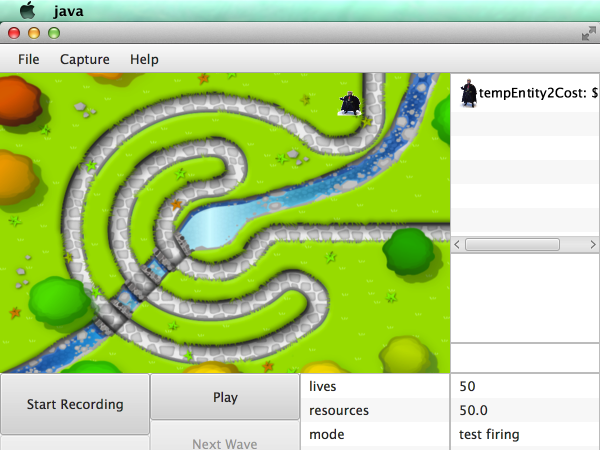 java
File Capture Help
tempEntity2Cost: $
Start Recording
Play
Next Wave
lives 50
resources 50.0
mode test firing